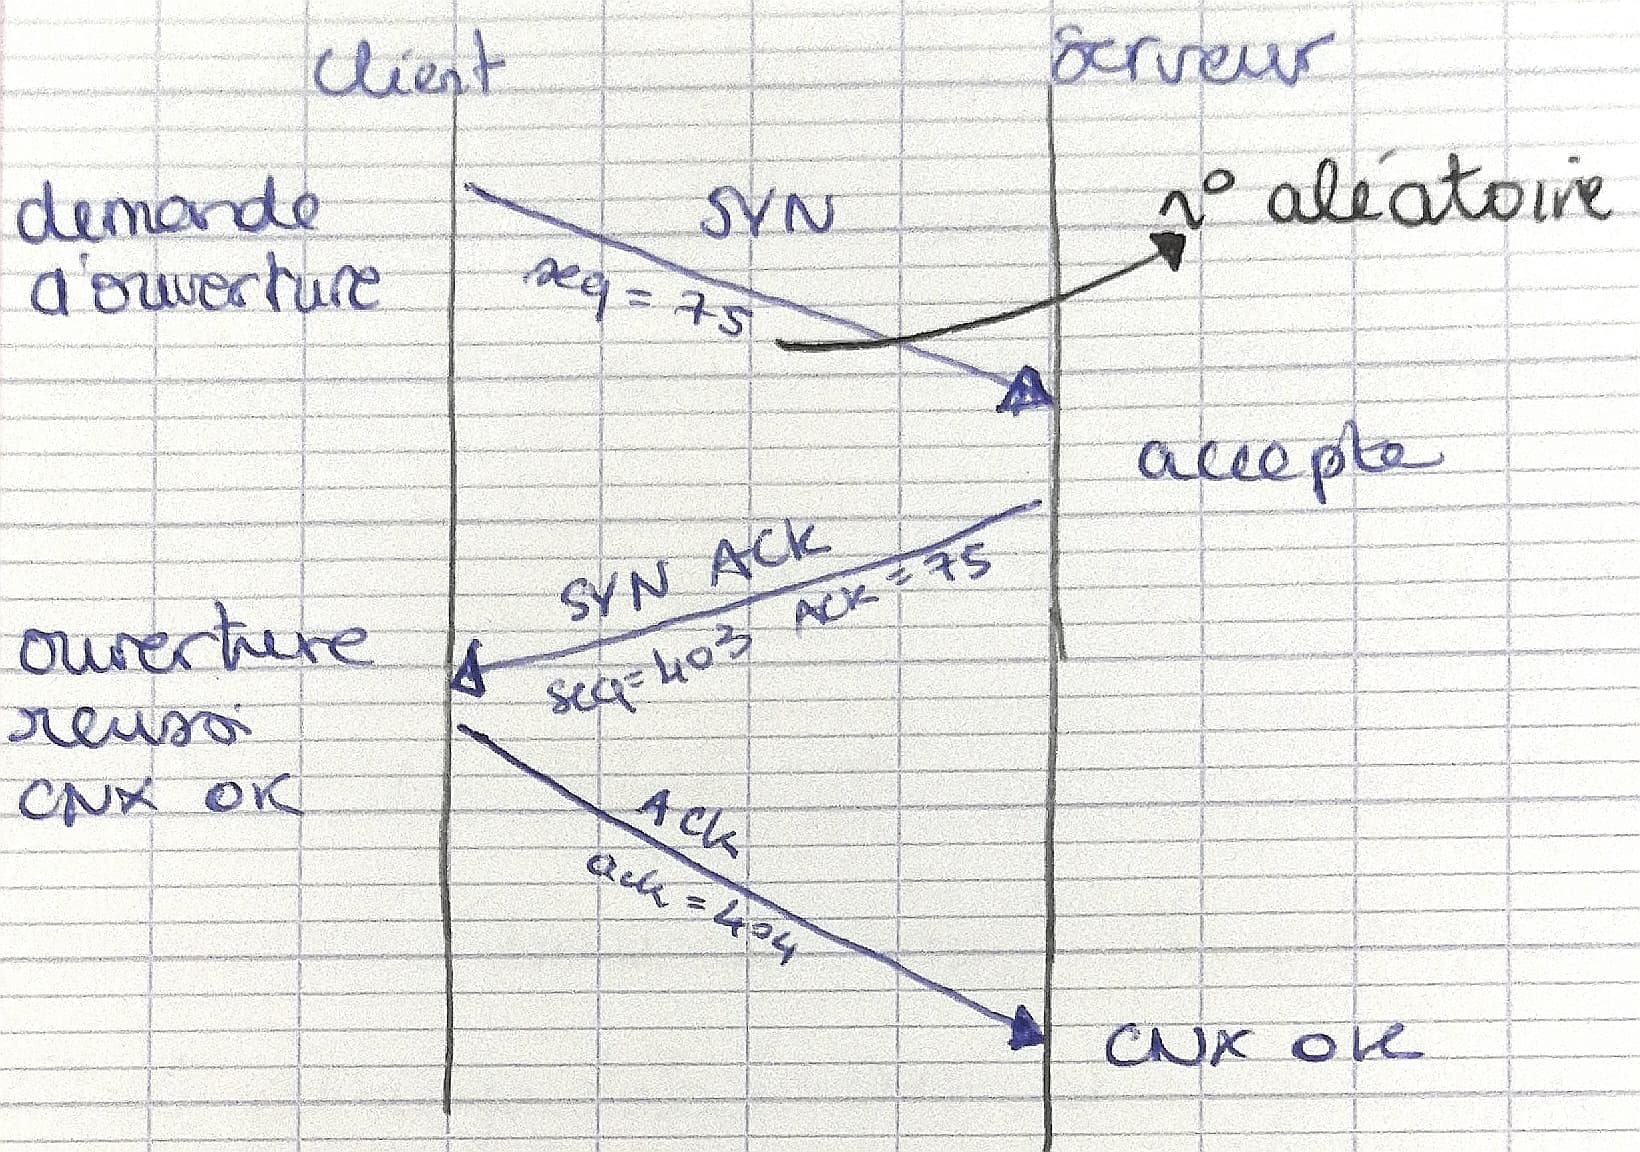 client
serveur
demande
d'ouverture
SYN
seq = 75
n° aléatoire
accepte
SYN ACK
seq=403 ACK = 75
ouverture
reussi
CNX OK
ACK
ack = 404
CNX OK